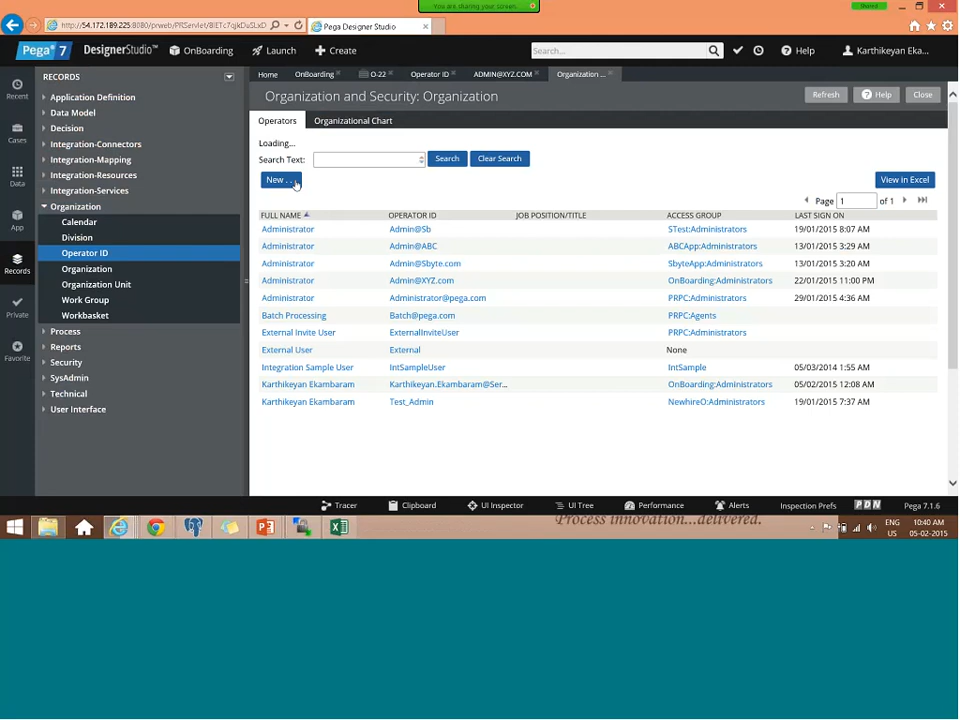 You are sharing your screen.
Shared
http://54.172.189.225:8080/prweb/PRServlet/
Pega Designer Studio
Pega 7 DesignerStudio™ OnBoarding Launch Create Search... Help Karthikeyan Eka...
RECORDS
Home OnBoarding O-22 Operator ID ADMIN@XYZ.COM Organization ...
Recent
Cases
Data
App
Records
Private
Favorite
Application Definition
Data Model
Decision
Integration-Connectors
Integration-Mapping
Integration-Resources
Integration-Services
Organization
Calendar
Division
Operator ID
Organization
Organization Unit
Work Group
Workbasket
Process
Reports
Security
SysAdmin
Technical
User Interface
Organization and Security: Organization Refresh Help Close
Operators Organizational Chart
Loading...
Search Text: Search Clear Search
New . . . View In Excel
Page 1 of 1
FULL NAME OPERATOR ID JOB POSITION/TITLE ACCESS GROUP LAST SIGN ON
Administrator Admin@Sb STest:Administrators 19/01/2015 8:07 AM
Administrator Admin@ABC ABCApp:Administrators 13/01/2015 3:29 AM
Administrator Admin@Sbyte.com SbyteApp:Administrators 13/01/2015 3:20 AM
Administrator Admin@XYZ.com OnBoarding:Administrators 22/01/2015 11:00 PM
Administrator Administrator@pega.com PRPC:Administrators 29/01/2015 4:36 AM
Batch Processing Batch@pega.com PRPC:Agents
External Invite User ExternalInviteUser PRPC:Administrators
External User External None
Integration Sample User IntSampleUser IntSample 05/03/2014 1:55 AM
Karthikeyan Ekambaram Karthikeyan.Ekambaram@Ser... OnBoarding:Administrators 05/02/2015 12:08 AM
Karthikeyan Ekambaram Test_Admin NewhireO:Administrators 19/01/2015 7:37 AM
Tracer Clipboard UI Inspector UI Tree Performance Alerts Inspection Prefs PDN Pega 7.1.6
Process innovation...delivered.
ENG
US
10:40 AM
05-02-2015